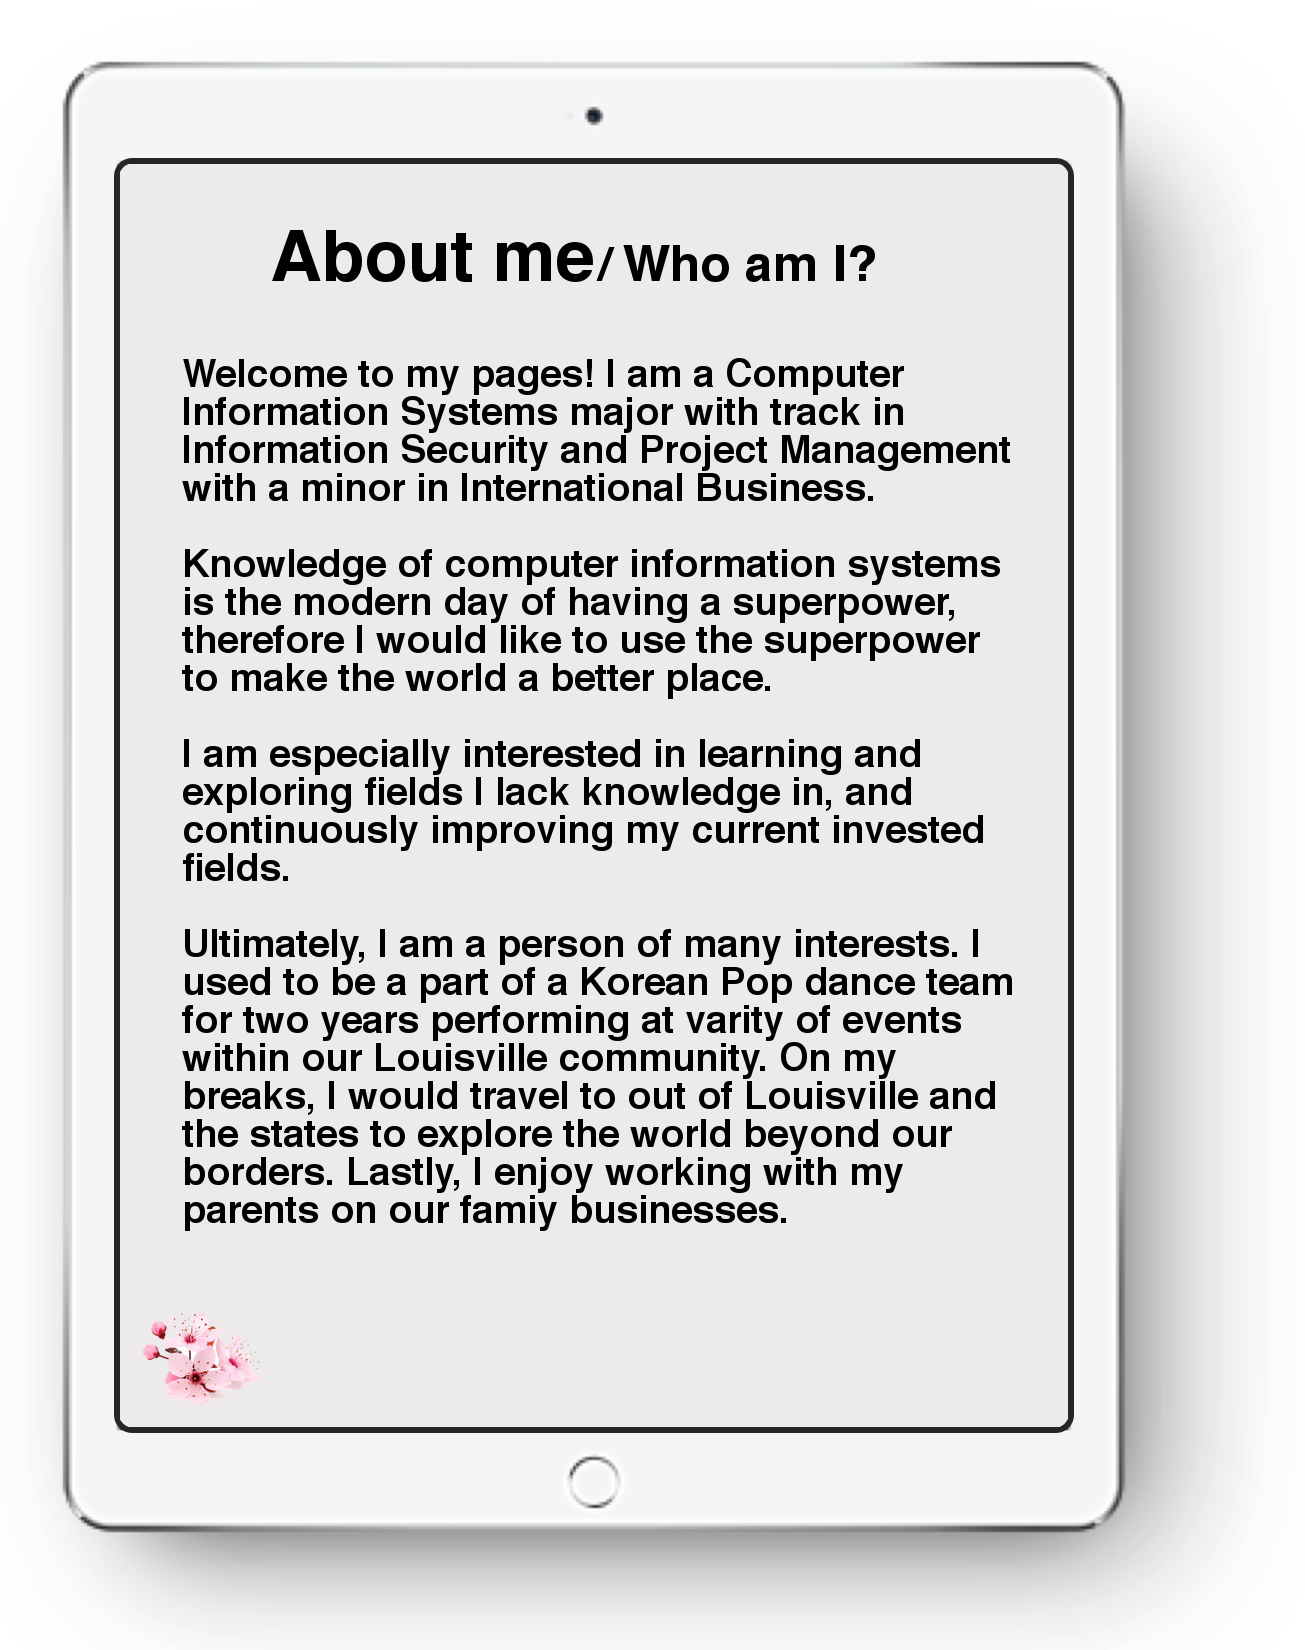 About me/ Who am I?
Welcome to my pages! I am a Computer
Information Systems major with track in
Information Security and Project Management
with a minor in International Business.
Knowledge of computer information systems
is the modern day of having a superpower,
therefore I would like to use the superpower
to make the world a better place.
I am especially interested in learning and
exploring fields I lack knowledge in, and
continuously improving my current invested
fields.
Ultimately, I am a person of many interests. I
used to be a part of a Korean Pop dance team
for two years performing at varity of events
within our Louisville community. On my
breaks, I would travel to out of Louisville and
the states to explore the world beyond our
borders. Lastly, I enjoy working with my
parents on our famiy businesses.